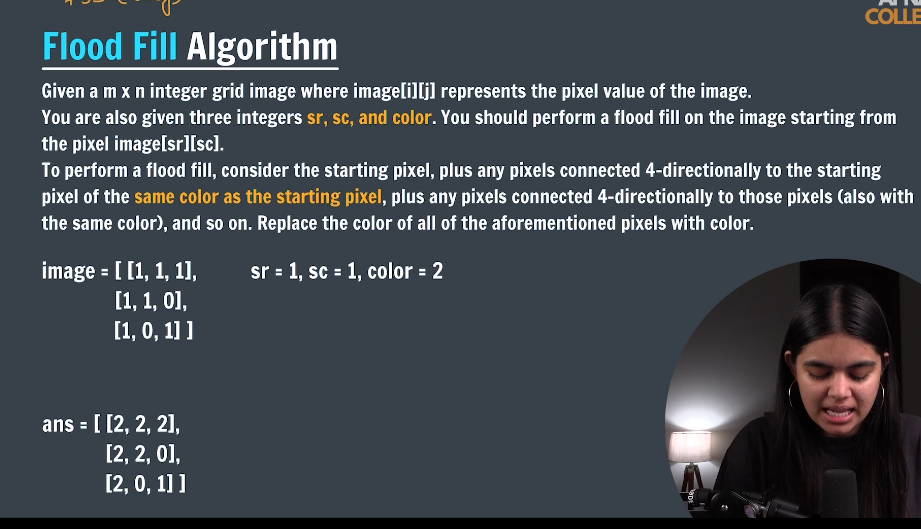 COLLE
Flood Fill Algorithm
Given a m x n integer grid image where image[i][j] represents the pixel value of the image.
You are also given three integers sr, sc, and color. You should perform a flood fill on the image starting from
the pixel image[sr][sc].
To perform a flood fill, consider the starting pixel, plus any pixels connected 4-directionally to the starting
pixel of the same color as the starting pixel, plus any pixels connected 4-directionally to those pixels (also with
the same color), and so on. Replace the color of all of the aforementioned pixels with color.
image = [ [1, 1, 1], sr = 1, sc = 1, color = 2
[1, 1, 0],
[1, 0, 1] ]
ans = [ [2, 2, 2],
[2, 2, 0],
[2, 0, 1] ]